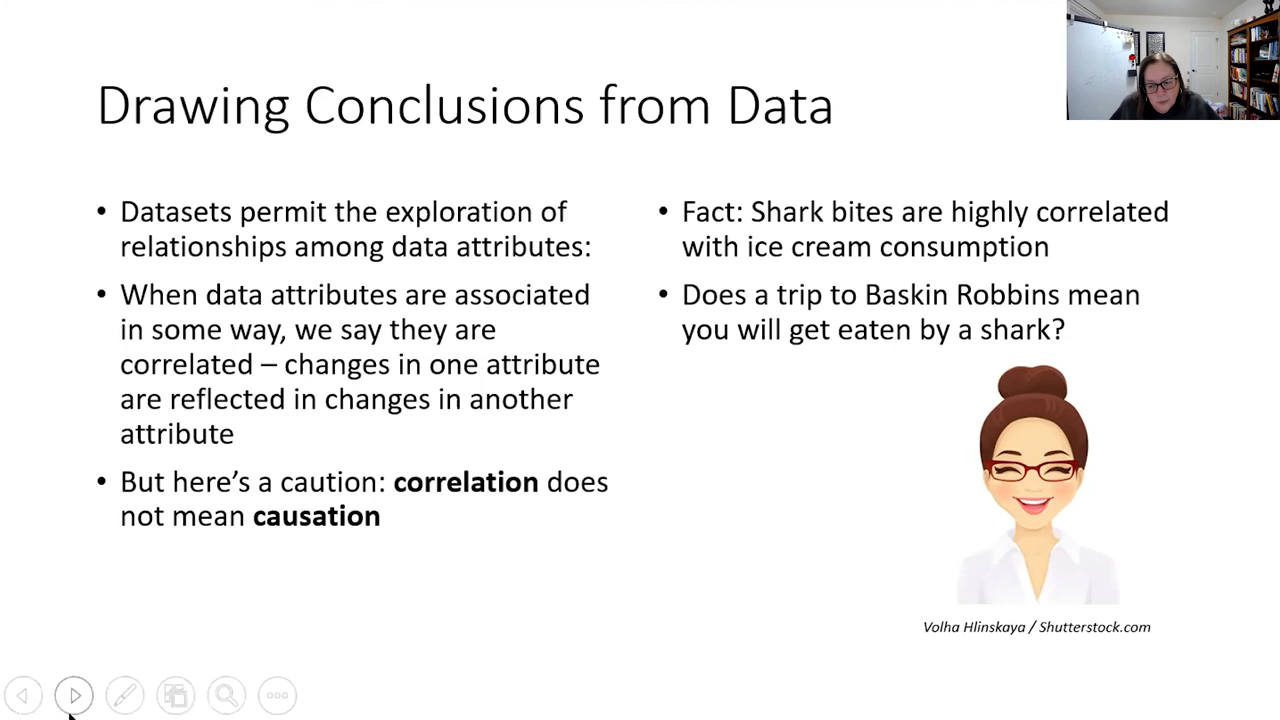 Drawing Conclusions from Data
• Datasets permit the exploration of
relationships among data attributes:
• When data attributes are associated
in some way, we say they are
correlated – changes in one attribute
are reflected in changes in another
attribute
• But here’s a caution: correlation does
not mean causation
• Fact: Shark bites are highly correlated
with ice cream consumption
• Does a trip to Baskin Robbins mean
you will get eaten by a shark?
Volha Hlinskaya / Shutterstock.com